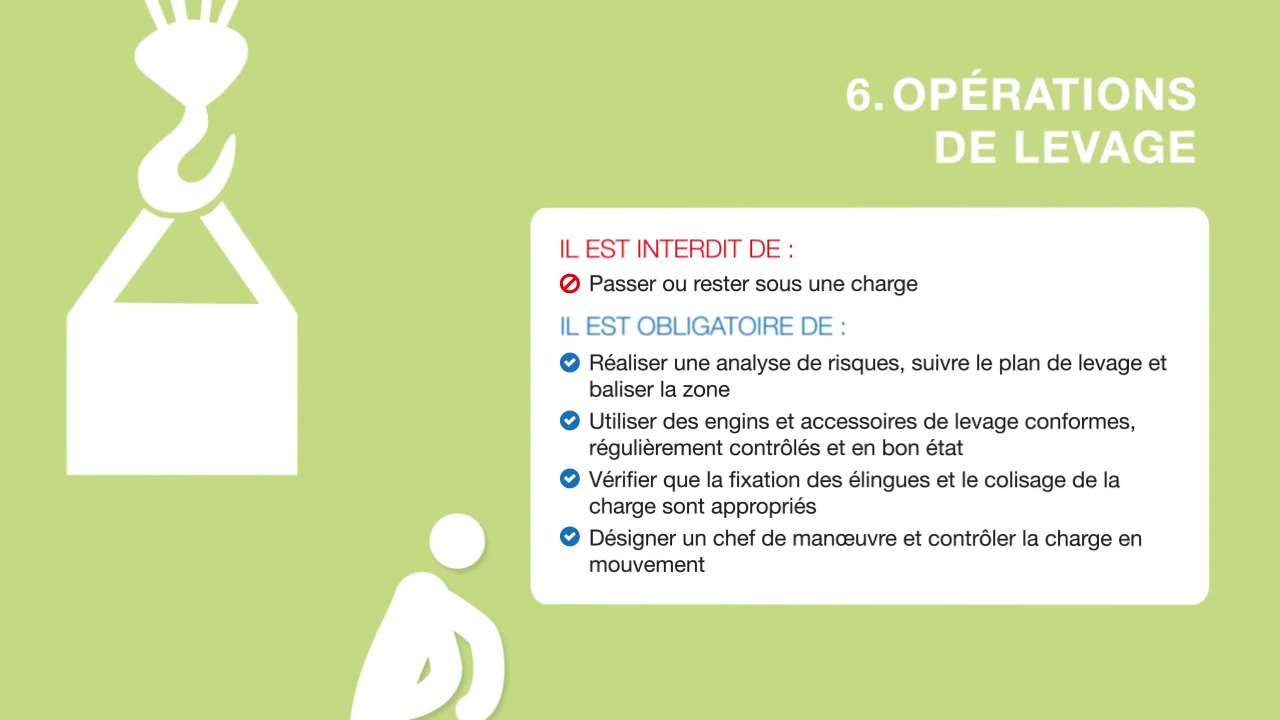 6. OPÉRATIONS
DE LEVAGE
IL EST INTERDIT DE :
Passer ou rester sous une charge
IL EST OBLIGATOIRE DE :
Réaliser une analyse de risques, suivre le plan de levage et
baliser la zone
Utiliser des engins et accessoires de levage conformes,
régulièrement contrôlés et en bon état
Vérifier que la fixation des élingues et le colisage de la
charge sont appropriés
Désigner un chef de manœuvre et contrôler la charge en
mouvement